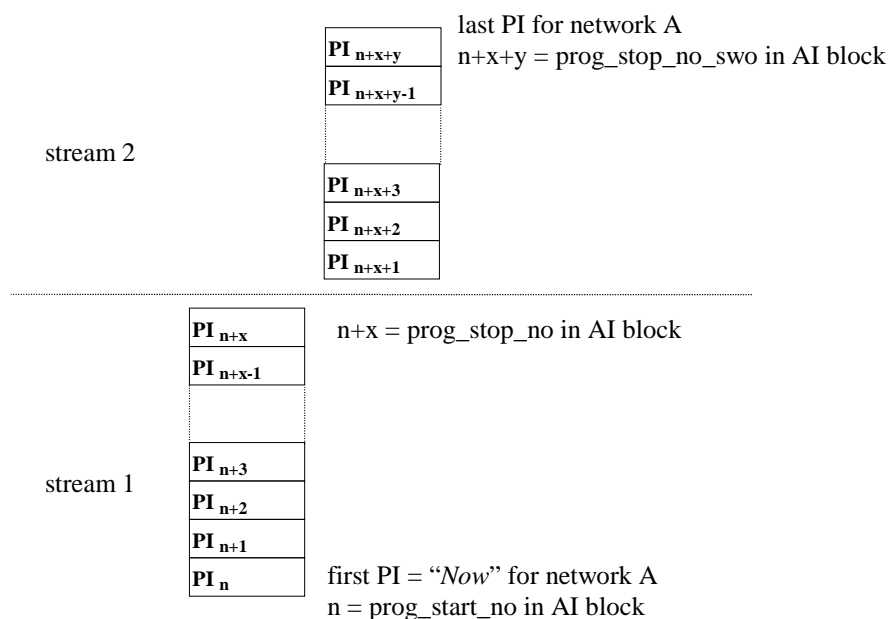 last PI for network A
n+x+y = prog_stop_no_swo in AI block
PI n+x+y
PI n+x+y-1
stream 2
PI n+x+3
PI n+x+2
PI n+x+1
PI n+x
n+x = prog_stop_no in AI block
PI n+x-1
PI n+3
stream 1
PI n+2
PI n+1
PI n
first PI = “Now” for network A
n = prog_start_no in AI block